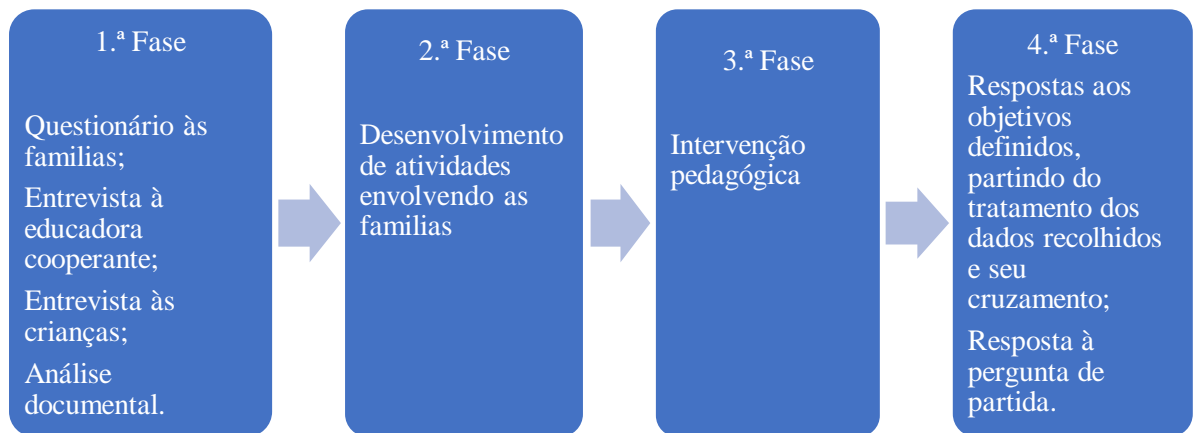 1.ª Fase
Questionário às
familias;
Entrevista à
educadora
cooperante;
Entrevista às
crianças;
Análise
documental.
2.ª Fase
Desenvolvimento
de atividades
envolvendo as
familias
3.ª Fase
Intervenção
pedagógica
4.ª Fase
Respostas aos
objetivos
definidos,
partindo do
tratamento dos
dados recolhidos
e seu
cruzamento;
Resposta à
pergunta de
partida.